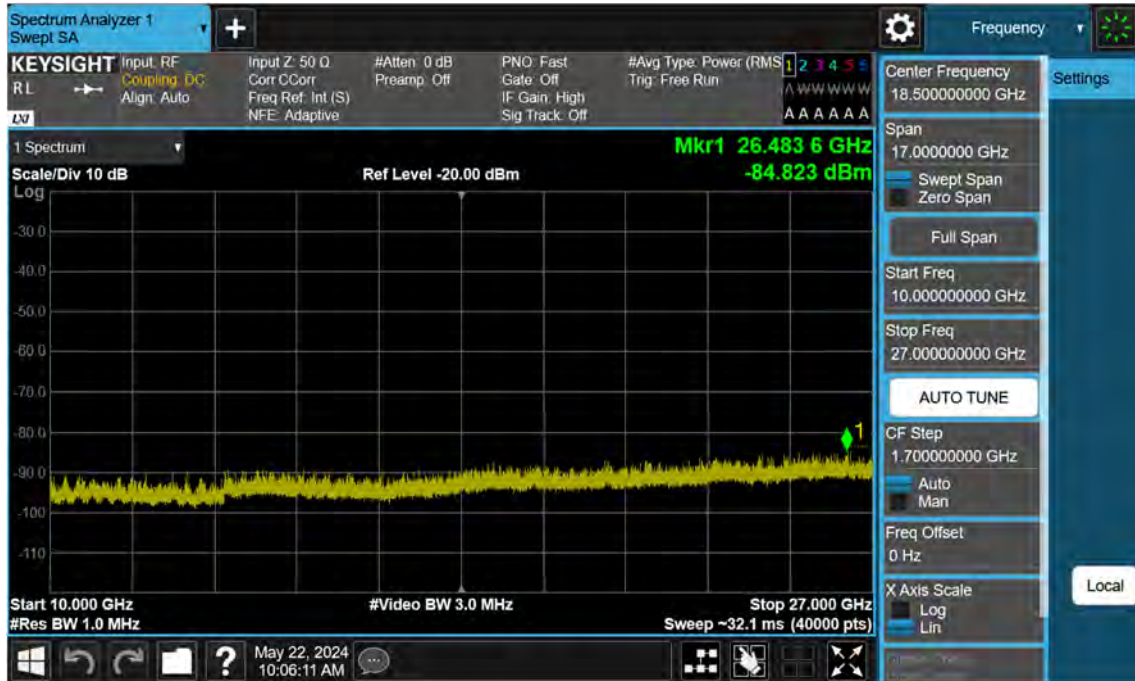 Spectrum Analyzer 1
Swept SA
Frequency
KEYSIGHT
RL
LXI
Input: RF
Coupling: DC
Align: Auto
Input Z: 50 Ω
Corr CCorr
Freq Ref: Int (S)
NFE: Adaptive
#Atten: 0 dB
Preamp: Off
PNO: Fast
Gate: Off
IF Gain: High
Sig Track: Off
#Avg Type: Power (RMS
Trig: Free Run
1 2 3 4 5 6
A W W W W W
A A A A A A
1 Spectrum
Scale/Div 10 dB
Ref Level -20.00 dBm
Mkr1 26.483 6 GHz
-84.823 dBm
Log
-30.0
-40.0
-50.0
-60.0
-70.0
-80.0
-90.0
-100
-110
1
Start 10.000 GHz
#Video BW 3.0 MHz
Stop 27.000 GHz
#Res BW 1.0 MHz
Sweep ~32.1 ms (40000 pts)
May 22, 2024
10:06:11 AM
Center Frequency
18.500000000 GHz
Span
17.0000000 GHz
Swept Span
Zero Span
Full Span
Start Freq
10.000000000 GHz
Stop Freq
27.000000000 GHz
AUTO TUNE
CF Step
1.700000000 GHz
Auto
Man
Freq Offset
0 Hz
X Axis Scale
Log
Lin
Settings
Local